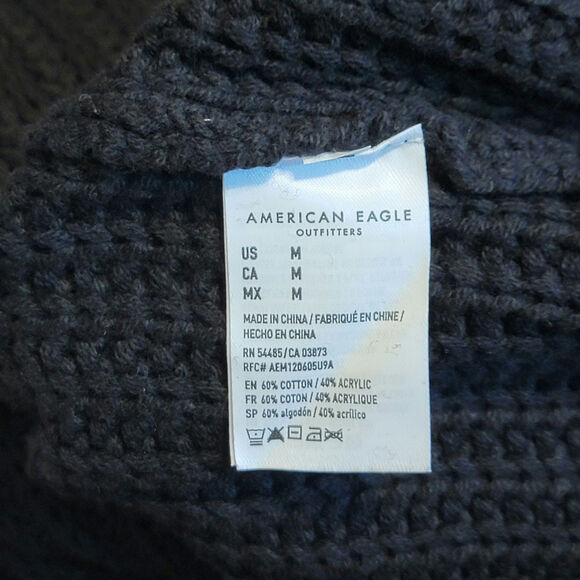 AMERICAN EAGLE
OUTFITTERS
US M
CA M
MX M
MADE IN CHINA / FABRIQUÉ EN CHINE /
HECHO EN CHINA
RN 54485/CA 03873
RFC# AEM120605U9A
EN 60% COTTON / 40% ACRYLIC
FR 60% COTON / 40% ACRYLIQUE
SP 60% algodón / 40% acrílico